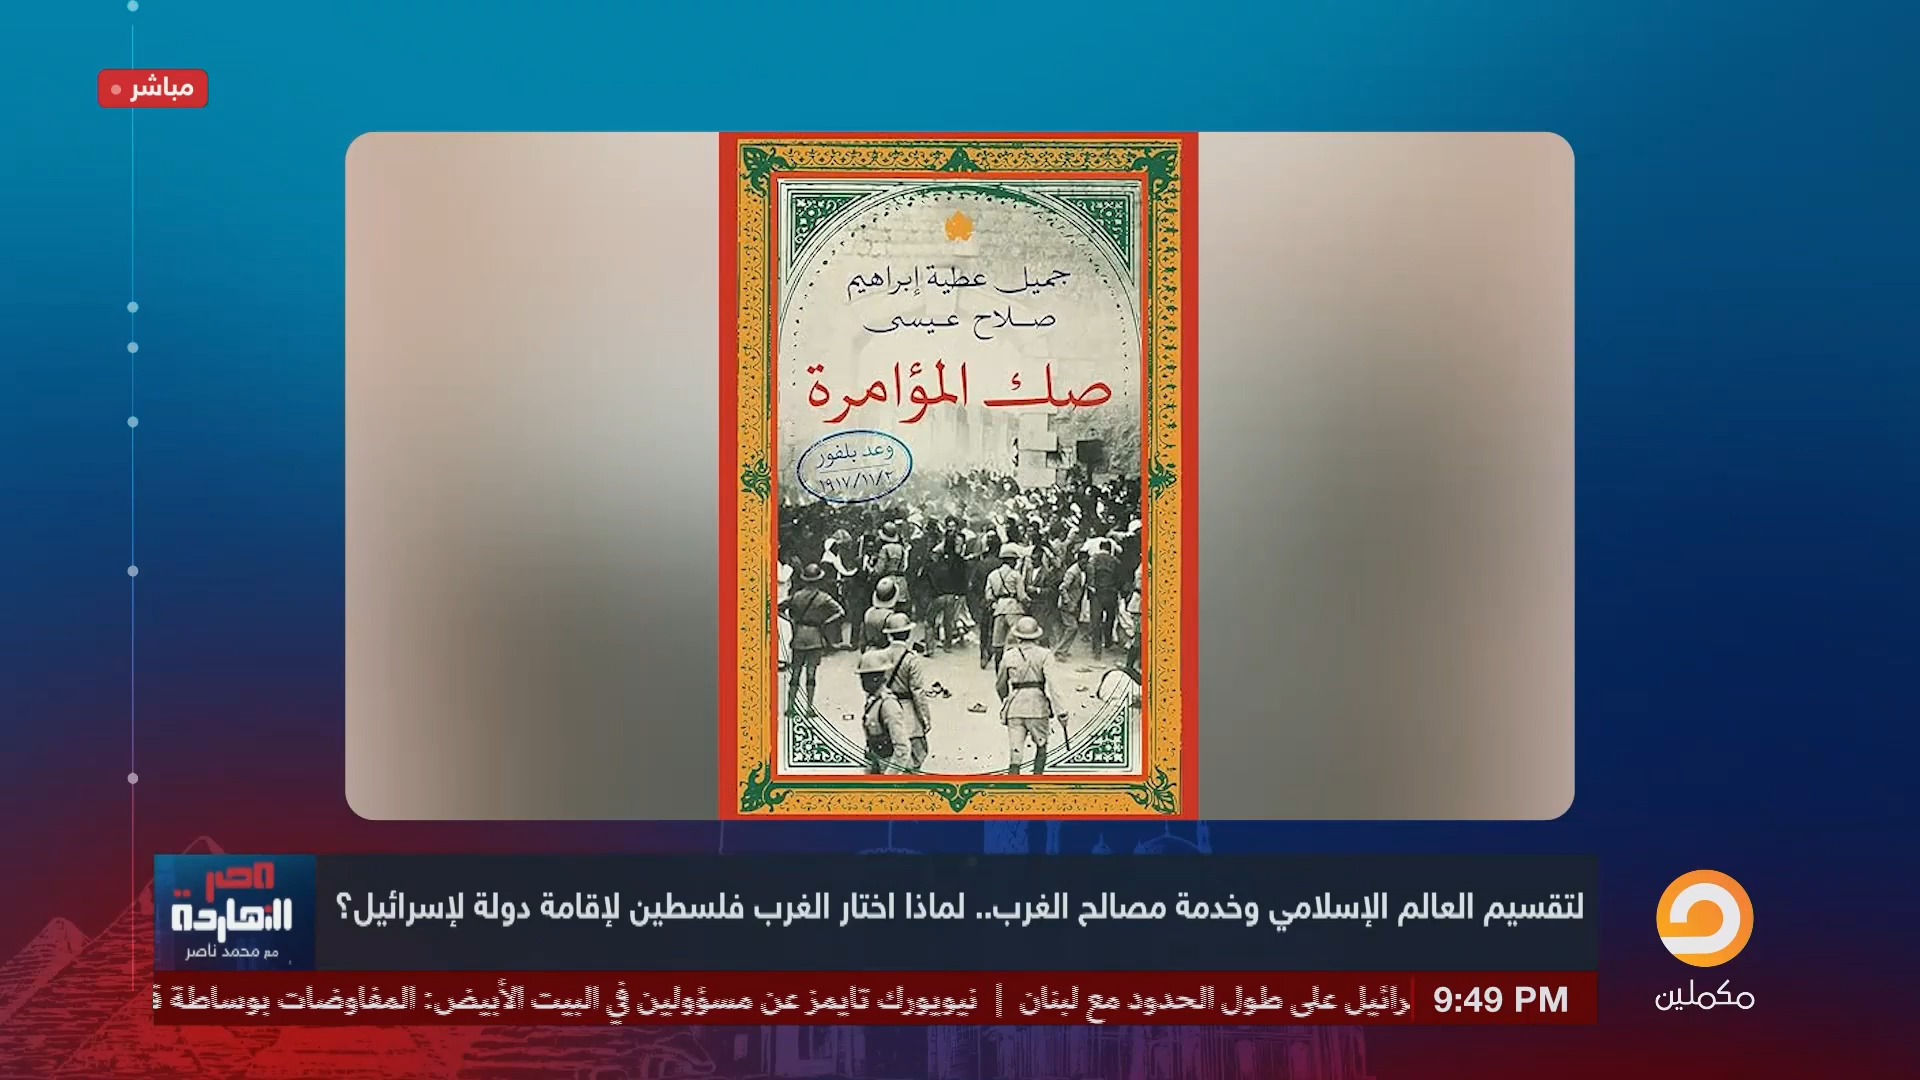 مباشر
جميل عطية إبراهيم
صلاح عيسى
صك المؤامرة
وعد بلفور
١٩١٧/١١/٢
مصر النهاردة
مع محمد ناصر
لتقسيم العالم الإسلامي وخدمة مصالح الغرب.. لماذا اختار الغرب فلسطين لإقامة دولة لإسرائيل؟
9:49 PM
رائيل على طول الحدود مع لبنان | نيويورك تايمز عن مسؤولين في البيت الأبيض: المفاوضات بوساطة
مكملين